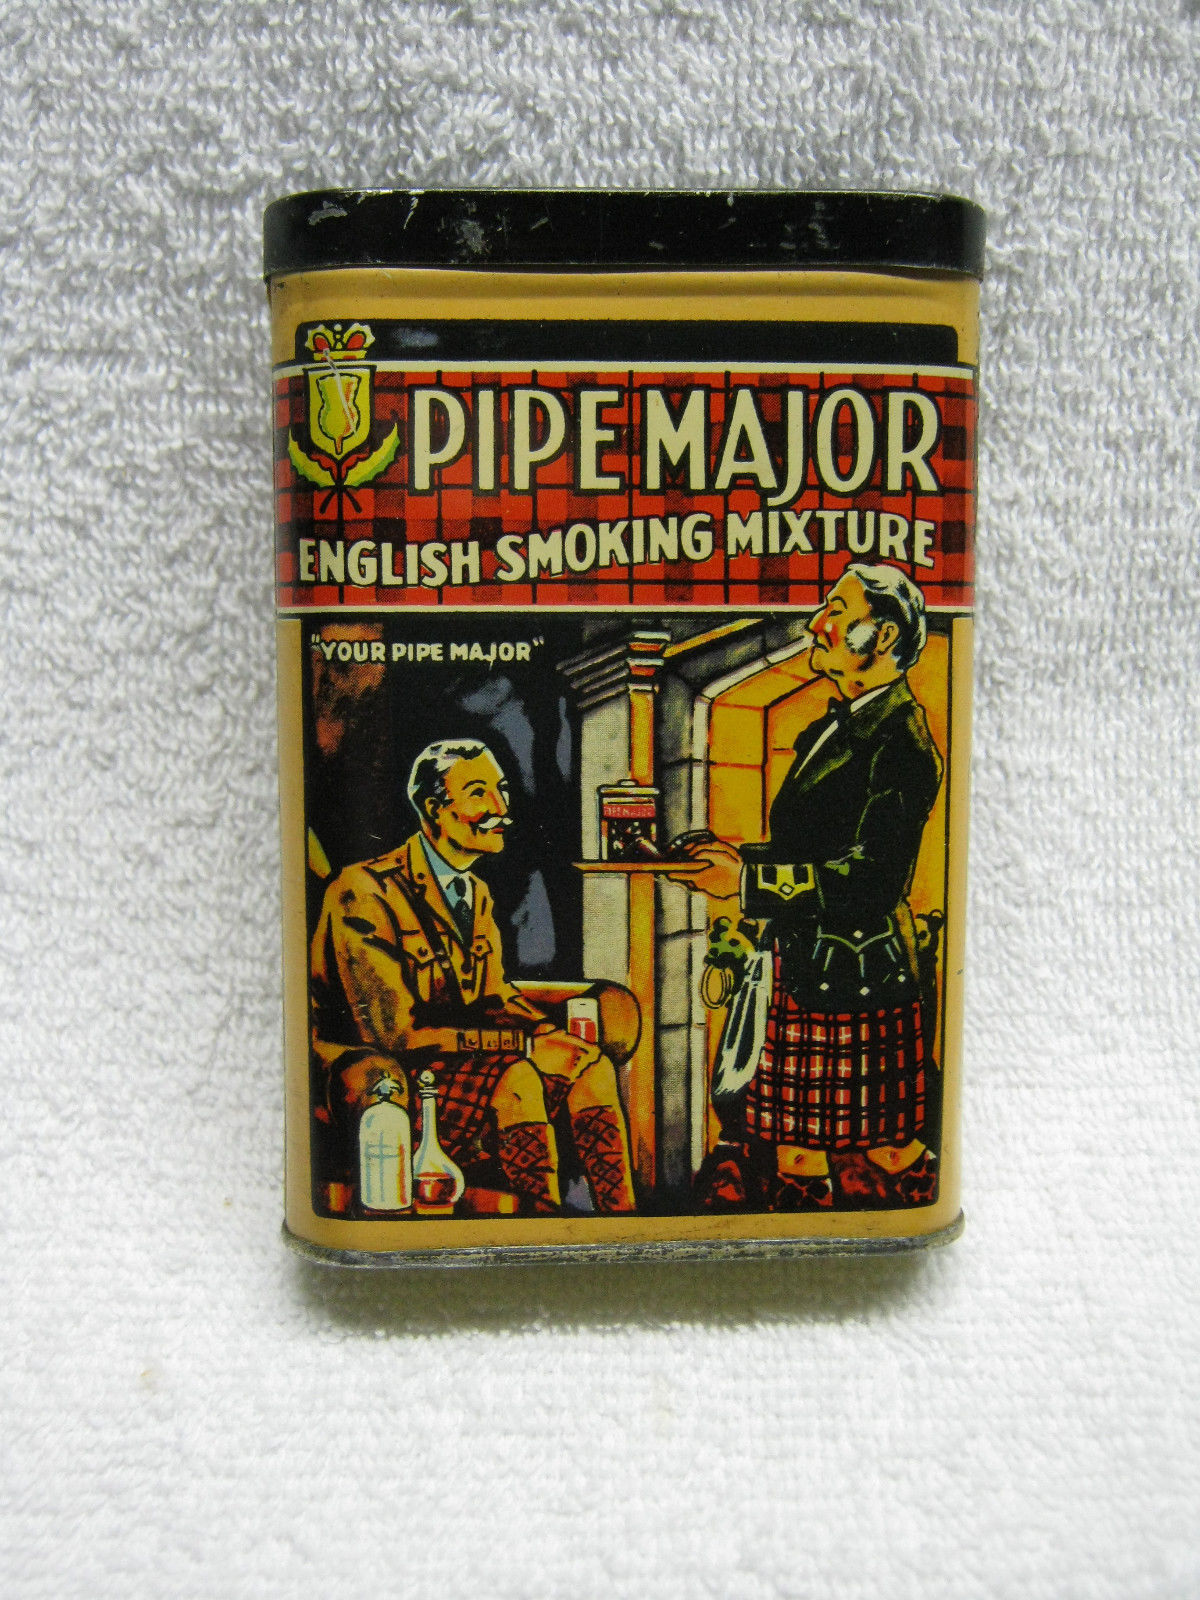 PIPE MAJOR
ENGLISH SMOKING MIXTURE
"YOUR PIPE MAJOR"